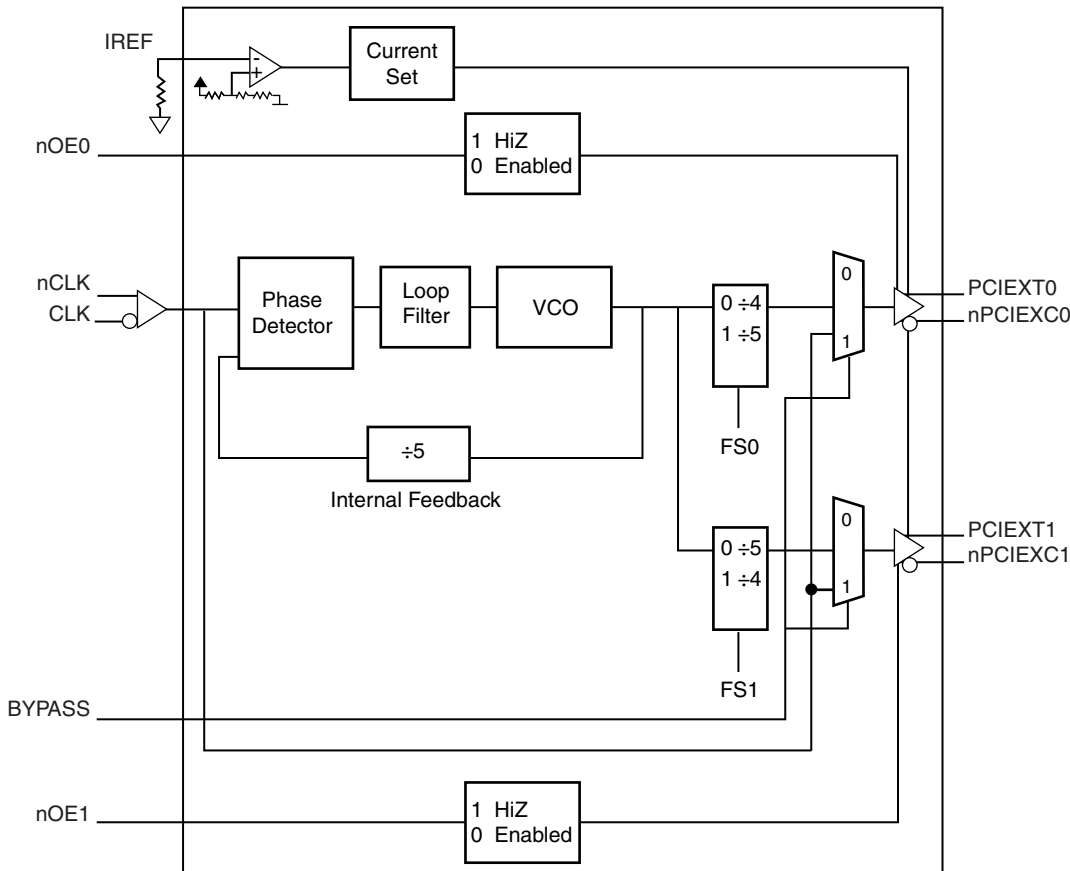 IREF
-
+
Current
Set
nOE0
1 HiZ
0 Enabled
nCLK
CLK
Phase
Detector
Loop
Filter
VCO
0 ÷4
1 ÷5
FS0
0
1
PCIEXT0
nPCIEXC0
÷5
Internal Feedback
0 ÷5
1 ÷4
FS1
0
1
PCIEXT1
nPCIEXC1
BYPASS
nOE1
1 HiZ
0 Enabled